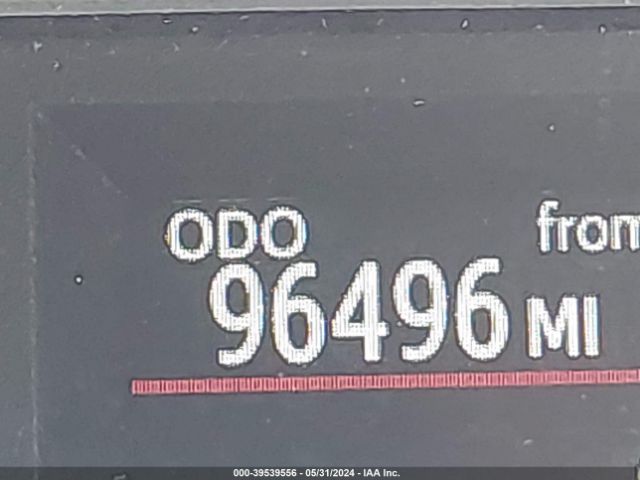 ODO
from
96496 MI
000-39539556 - 05/31/2024 - IAA Inc.